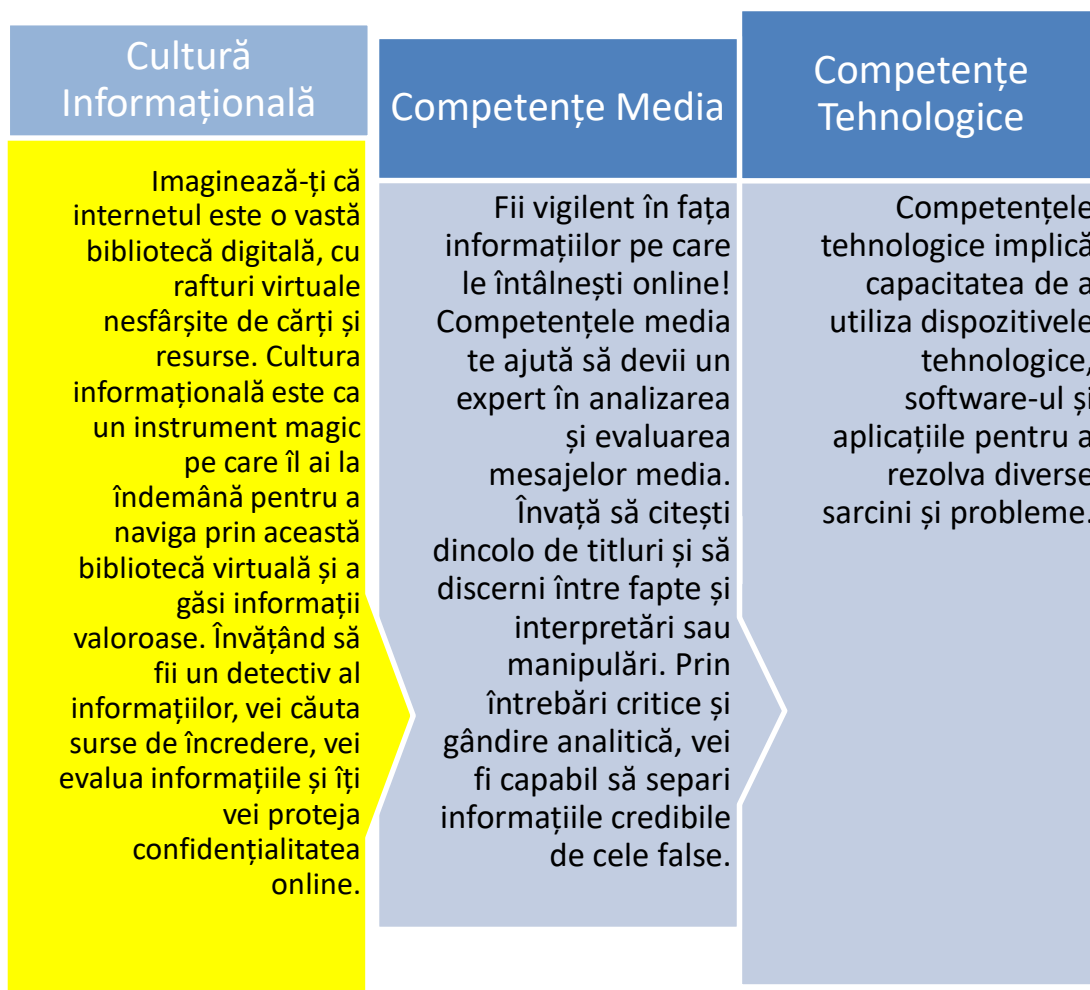 Cultură
Informațională
Imaginează-ți că
internetul este o vastă
bibliotecă digitală, cu
rafturi virtuale
nesfârșite de cărți și
resurse. Cultura
informațională este ca
un instrument magic
pe care îl ai la
îndemână pentru a
naviga prin această
bibliotecă virtuală și a
găsi informații
valoroase. Învățând să
fii un detectiv al
informațiilor, vei căuta
surse de încredere, vei
evalua informațiile și îți
vei proteja
confidențialitatea
online.
Competențe Media
Fii vigilent în fața
informațiilor pe care
le întâlnești online!
Competențele media
te ajută să devii un
expert în analizarea
și evaluarea
mesajelor media.
Învață să citești
dincolo de titluri și să
discerni între fapte și
interpretări sau
manipulări. Prin
întrebări critice și
gândire analitică, vei
fi capabil să separi
informațiile credibile
de cele false.
Competențe
Tehnologice
Competențele
tehnologice implică
capacitatea de a
utiliza dispozitivele
tehnologice,
software-ul și
aplicațiile pentru a
rezolva diverse
sarcini și probleme.